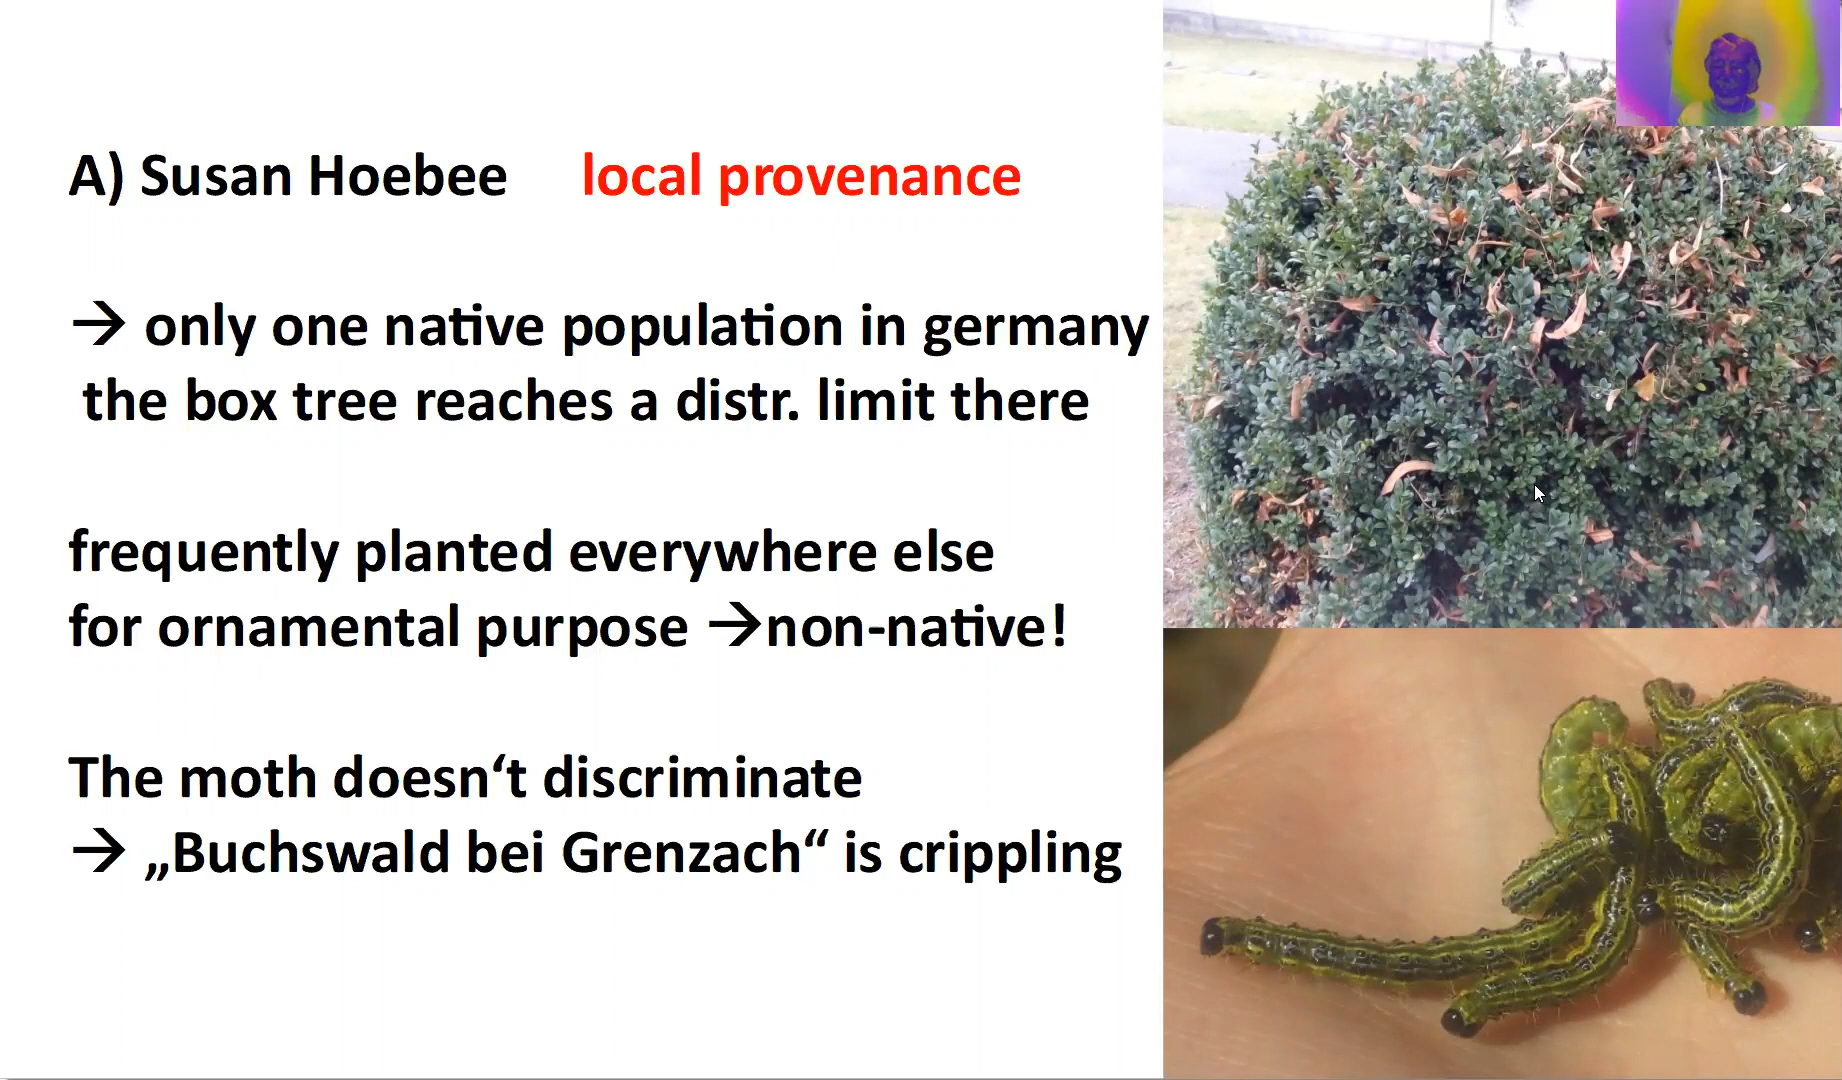 A) Susan Hoebee local provenance
→ only one native population in germany
the box tree reaches a distr. limit there
frequently planted everywhere else
for ornamental purpose →non-native!
The moth doesn‘t discriminate
→ „Buchswald bei Grenzach“ is crippling